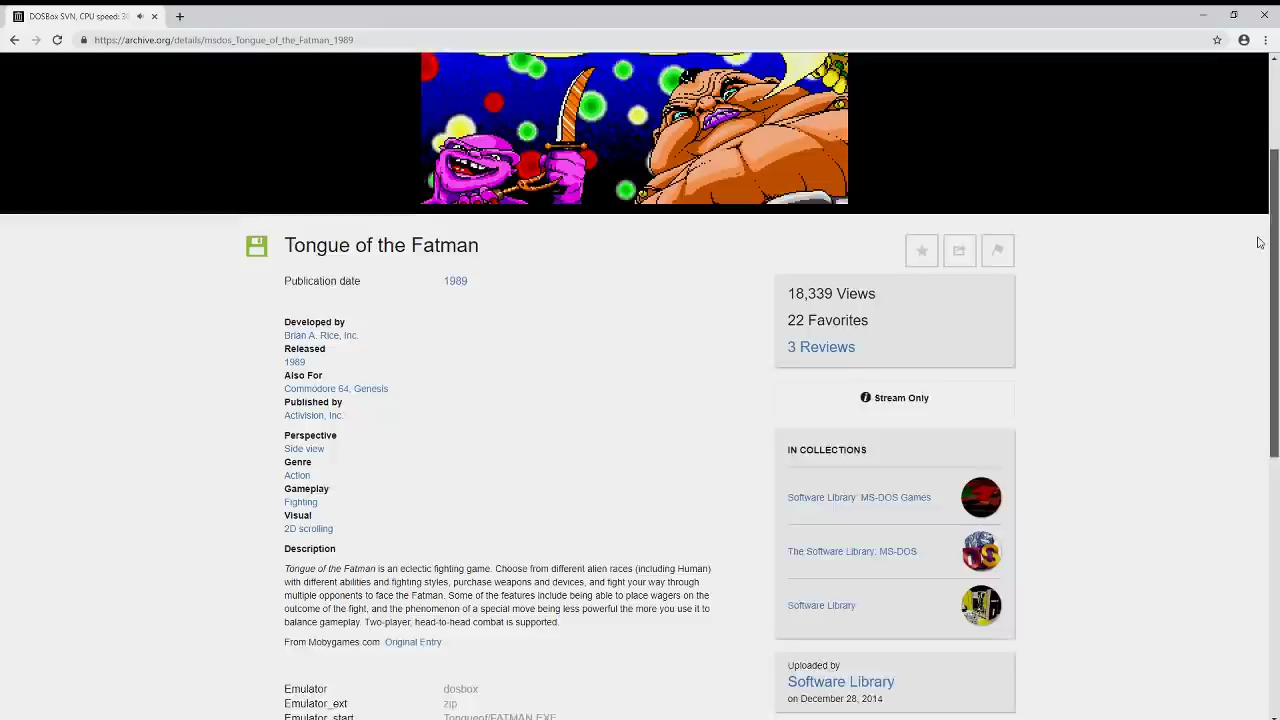 DOSBox SVN, CPU speed: 30
https://archive.org/details/msdos_Tongue_of_the_Fatman_1989
Tongue of the Fatman
Publication date 1989
Developed by
Brian A. Rice, Inc.
Released
1989
Also For
Commodore 64, Genesis
Published by
Activision, Inc.
Perspective
Side view
Genre
Action
Gameplay
Fighting
Visual
2D scrolling
Description
Tongue of the Fatman is an eclectic fighting game. Choose from different alien races (including Human)
with different abilities and fighting styles, purchase weapons and devices, and fight your way through
multiple opponents to face the Fatman. Some of the features include being able to place wagers on the
outcome of the fight, and the phenomenon of a special move being less powerful the more you use it to
balance gameplay. Two-player, head-to-head combat is supported.
From Mobygames.com Original Entry
Emulator dosbox
Emulator_ext zip
Emulator_start Tongueof/FATMAN.EXE
18,339 Views
22 Favorites
3 Reviews
Stream Only
IN COLLECTIONS
Software Library: MS-DOS Games
The Software Library: MS-DOS
Software Library
Uploaded by
Software Library
on December 28, 2014